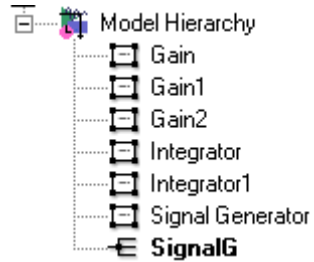 Model Hierarchy
Gain
Gain1
Gain2
Integrator
Integrator1
Signal Generator
SignalG